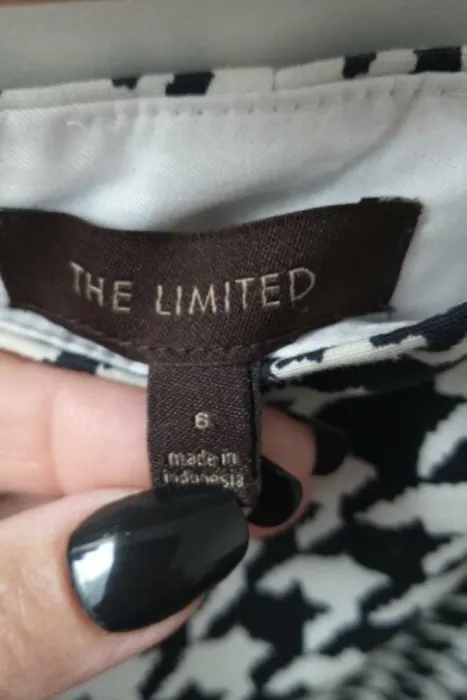 THE LIMITED
6
made in
indonesia